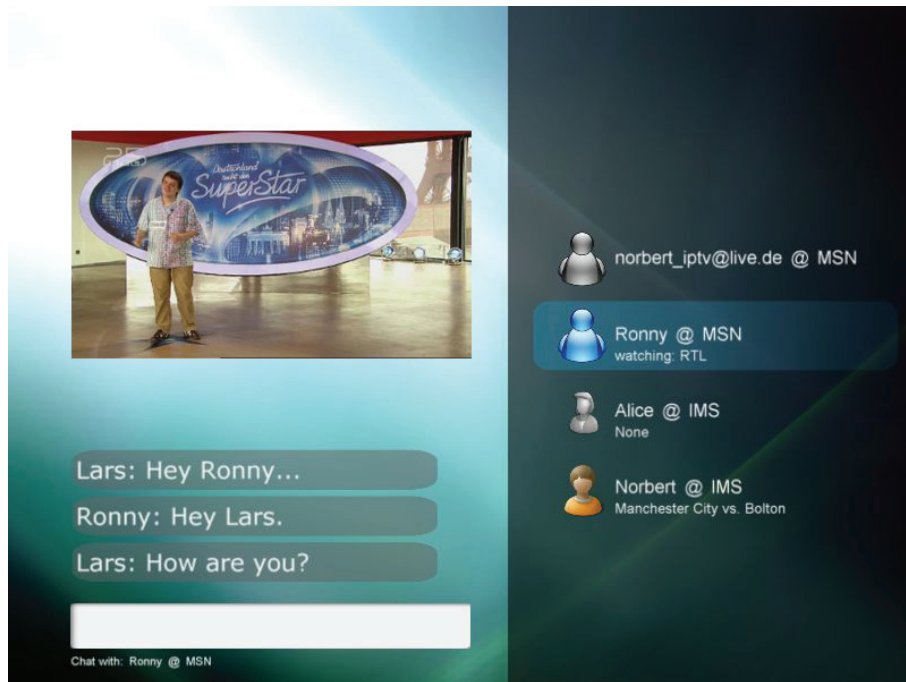 Deutschland
sucht den
SuperStar
Lars: Hey Ronny...
Ronny: Hey Lars.
Lars: How are you?
Chat with: Ronny @ MSN
norbert_iptv@live.de @ MSN
Ronny @ MSN
watching: RTL
Alice @ IMS
None
Norbert @ IMS
Manchester City vs. Bolton